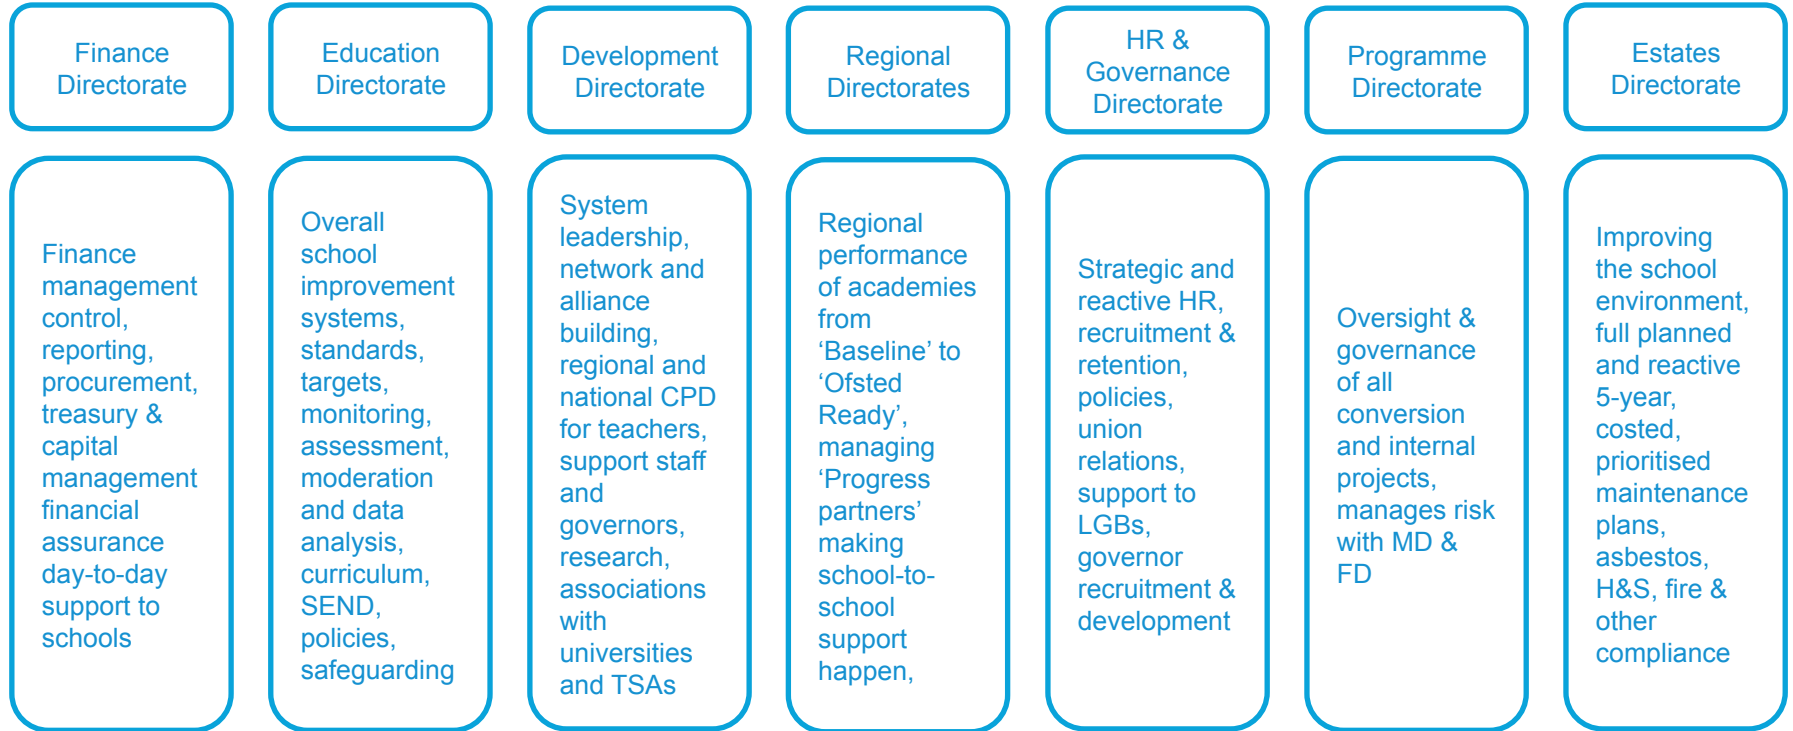 Finance
Directorate
Education
Directorate
Development
Directorate
Regional
Directorates
HR &
Governance
Directorate
Programme
Directorate
Estates
Directorate
Finance
management
control,
reporting,
procurement,
treasury &
capital
management
financial
assurance
day-to-day
support to
schools
Overall
school
improvement
systems,
standards,
targets,
monitoring,
assessment,
moderation
and data
analysis,
curriculum,
SEND,
policies,
safeguarding
System
leadership,
network and
alliance
building,
regional and
national CPD
for teachers,
support staff
and
governors,
research,
associations
with
universities
and TSAs
Regional
performance
of academies
from
‘Baseline’ to
‘Ofsted
Ready’,
managing
‘Progress
partners’
making
school-to-
school
support
happen,
Strategic and
reactive HR,
recruitment &
retention,
policies,
union
relations,
support to
LGBs,
governor
recruitment &
development
Oversight &
governance
of all
conversion
and internal
projects,
manages risk
with MD &
FD
Improving
the school
environment,
full planned
and reactive
5-year,
costed,
prioritised
maintenance
plans,
asbestos,
H&S, fire &
other
compliance